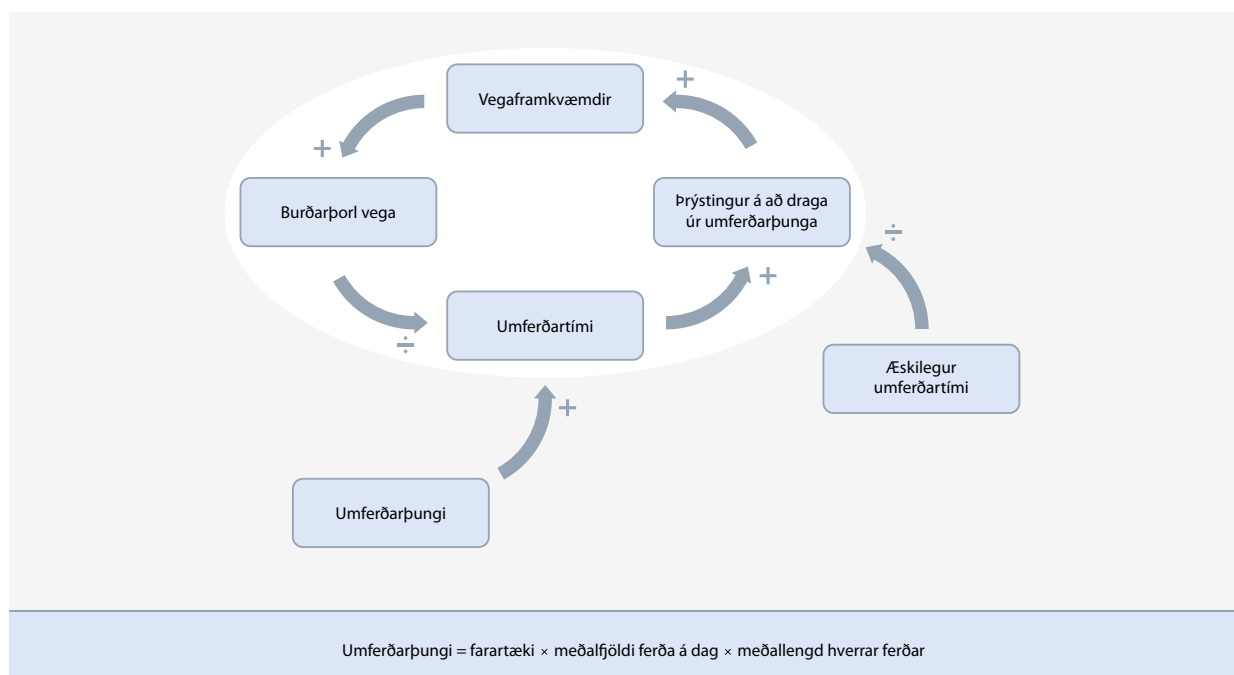 +
Vegaframkvæmdir
+
Burðarþorl vega
Þrýstingur á að draga
úr umferðarþunga
÷
+
Umferðartími
÷
Æskilegur
umferðartími
+
Umferðarþungi
Umferðarþungi = farartæki × meðalfjöldi ferða á dag × meðallengd hverrar ferðar